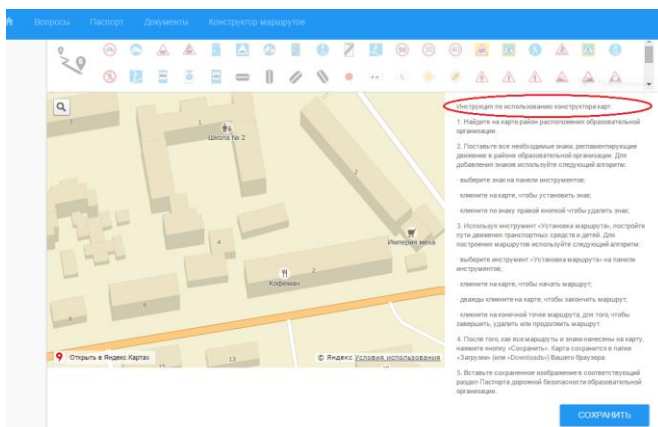 Вопросы Паспорт Документы Конструктор маршрутов
Инструкция по использованию конструктора карт.
1. Найдите на карте район расположения образовательной
организации.
2. Поставьте все необходимые знаки, регламентирующие
движение в районе образовательной организации. Для
добавления знаков используйте следующий алгоритм:
- выберите знак на панели инструментов;
- кликните на карте, чтобы установить знак;
- кликните по знаку правой кнопкой чтобы удалить знак;
3. Используя инструмент «Установка маршрута», постройте
пути движения транспортных средств и детей. Для
построения маршрутов используйте следующий алгоритм:
- выберите инструмент «Установка маршрута» на панели
инструментов;
- кликните на карте, чтобы начать маршрут;
- дважды кликните на карте, чтобы закончить маршрут;
- кликните на конечной точке маршрута, для того, чтобы
завершить, удалить или продолжить маршрут.
4. После того, как все маршруты и знаки нанесены на карту,
нажмите кнопку «Сохранить». Карта сохранится в папке
«Загрузки» (или «Downloads») Вашего браузера.
5. Вставьте сохраненное изображение в соответствующий
раздел Паспорта дорожной безопасности образовательной
организации.
СОХРАНИТЬ
Школа № 2
2
4
Империя меха
Кофеман
2
Открыть в Яндекс.Картах
13
15
© Яндекс Условия использования